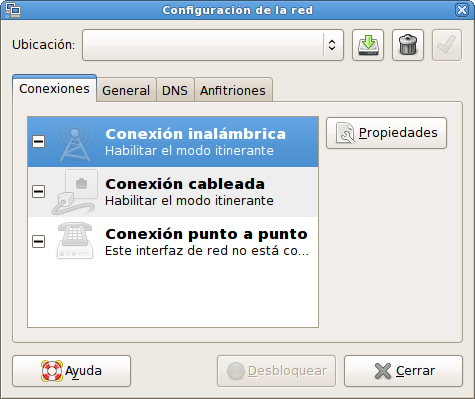 Configuración de la red
Ubicación:
Conexiones General DNS Anfitriones
Conexión inalámbrica
Habilitar el modo itinerante
Propiedades
Conexión cableada
Habilitar el modo itinerante
Conexión punto a punto
Este interfaz de red no está co...
Ayuda Desbloquear Cerrar